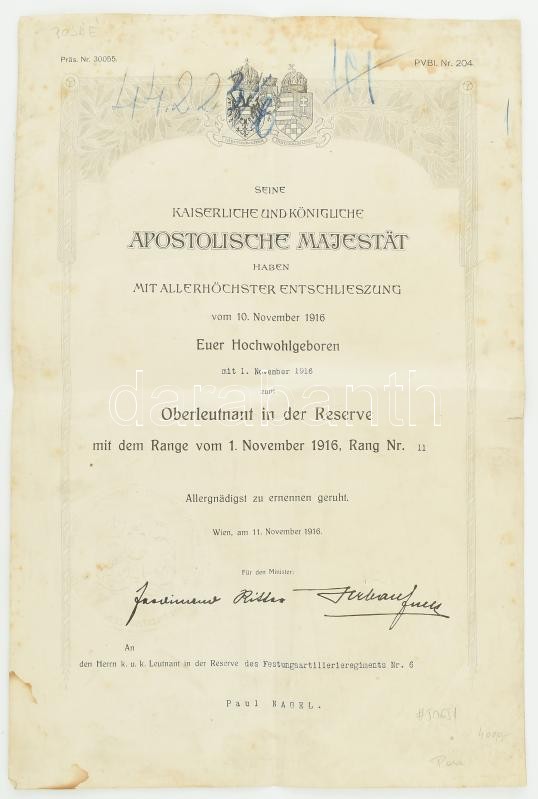 Präs. Nr. 30055.
PVBl. Nr. 204.
SEINE
KAISERLICHE UND KÖNIGLICHE
APOSTOLISCHE MAJESTÄT
HABEN
MIT ALLERHÖCHSTER ENTSCHLIESZUNG
vom 10. November 1916
Euer Hochwohlgeboren
mit 1. November 1916
zum
darabanth
Oberleutnant in der Reserve
mit dem Range vom 1. November 1916, Rang Nr. 11
Allergnädigst zu ernennen geruht.
Wien, am 11. November 1916.
Für den Minister:
Ferdinand Ritter
An
den Herrn k. u. k. Leutnant in der Reserve des Festungsartillerieregiments Nr. 6
Paul NAGEL.